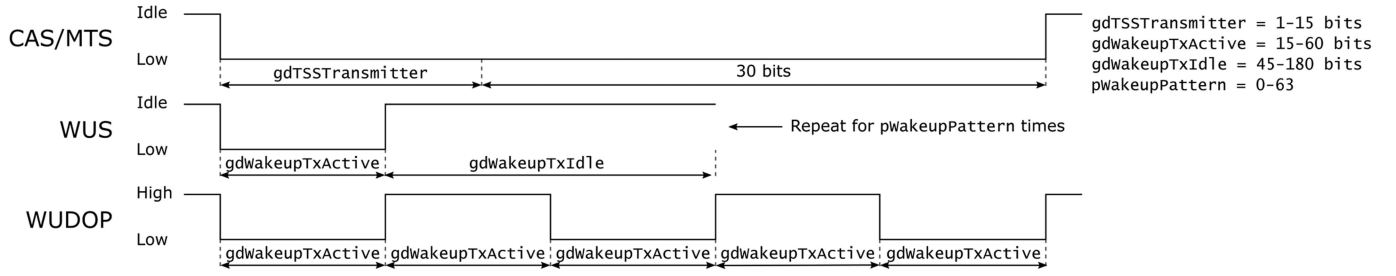 CAS/MTS
Idle
Low
gdTSSTransmitter
30 bits
gdTSSTransmitter = 1-15 bits
gdWakeupTxActive = 15-60 bits
gdWakeupTxIdle = 45-180 bits
pWakeupPattern = 0-63
WUS
Idle
Low
gdWakeupTxActive
gdWakeupTxIdle
Repeat for pWakeupPattern times
WUDOP
High
Low
gdWakeupTxActive gdWakeupTxActive gdWakeupTxActive gdWakeupTxActive gdWakeupTxActive